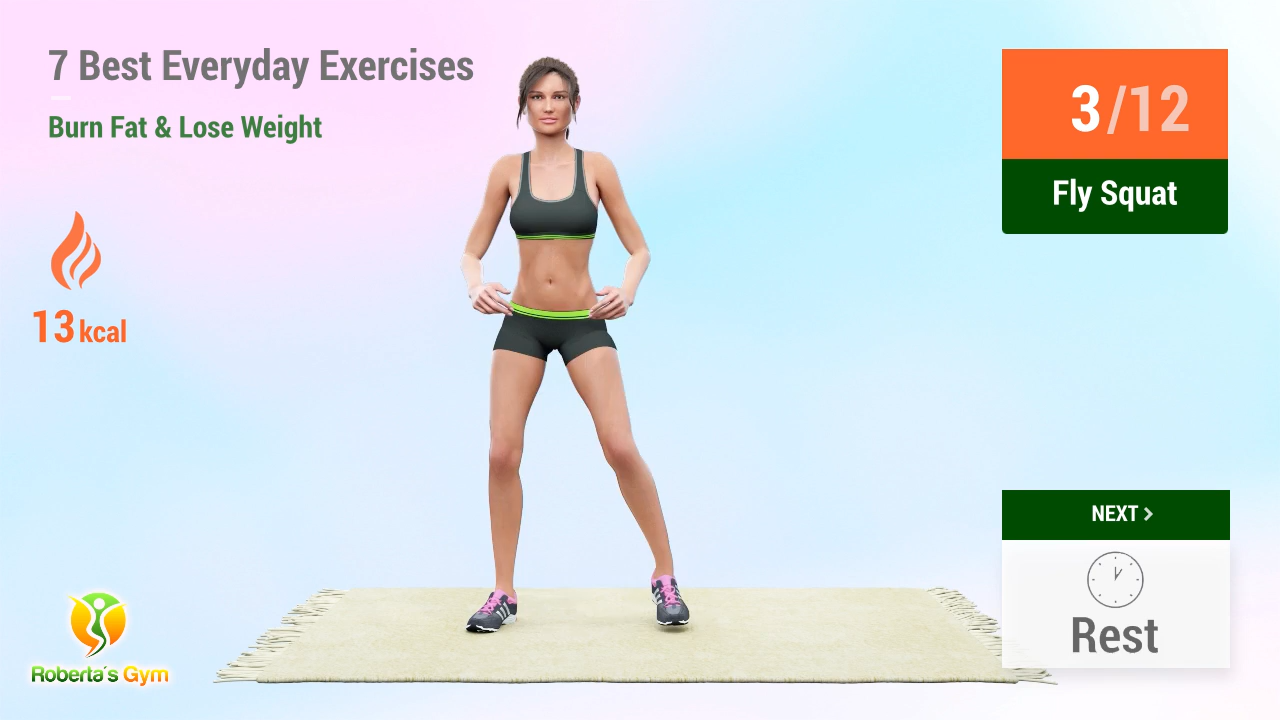 7 Best Everyday Exercises
Burn Fat & Lose Weight
3/12
Fly Squat
13 kcal
NEXT >
Rest
Roberta´s Gym